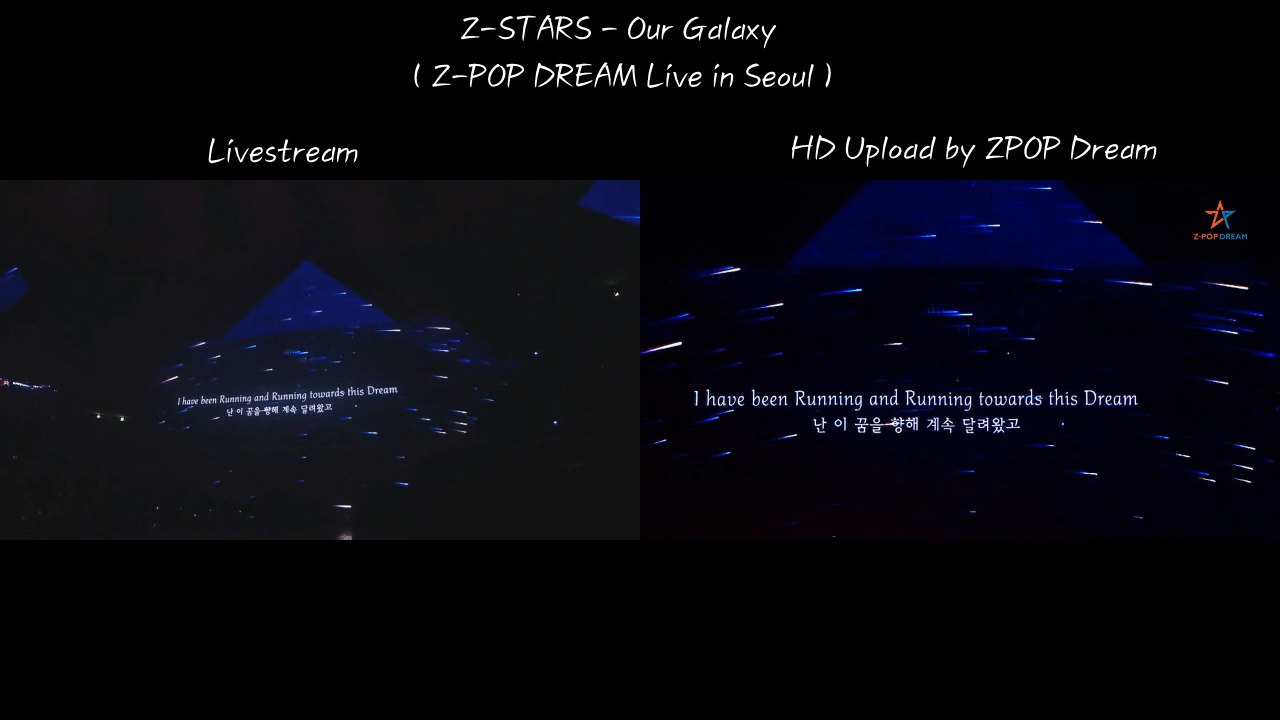 Z-STARS - Our Galaxy
( Z-POP DREAM Live in Seoul )
Livestream
HD Upload by ZPOP Dream
I have been Running and Running towards this Dream
난 이 꿈을 향해 계속 달려왔고
Z-POP DREAM
I have been Running and Running towards this Dream
난 이 꿈을 향해 계속 달려왔고